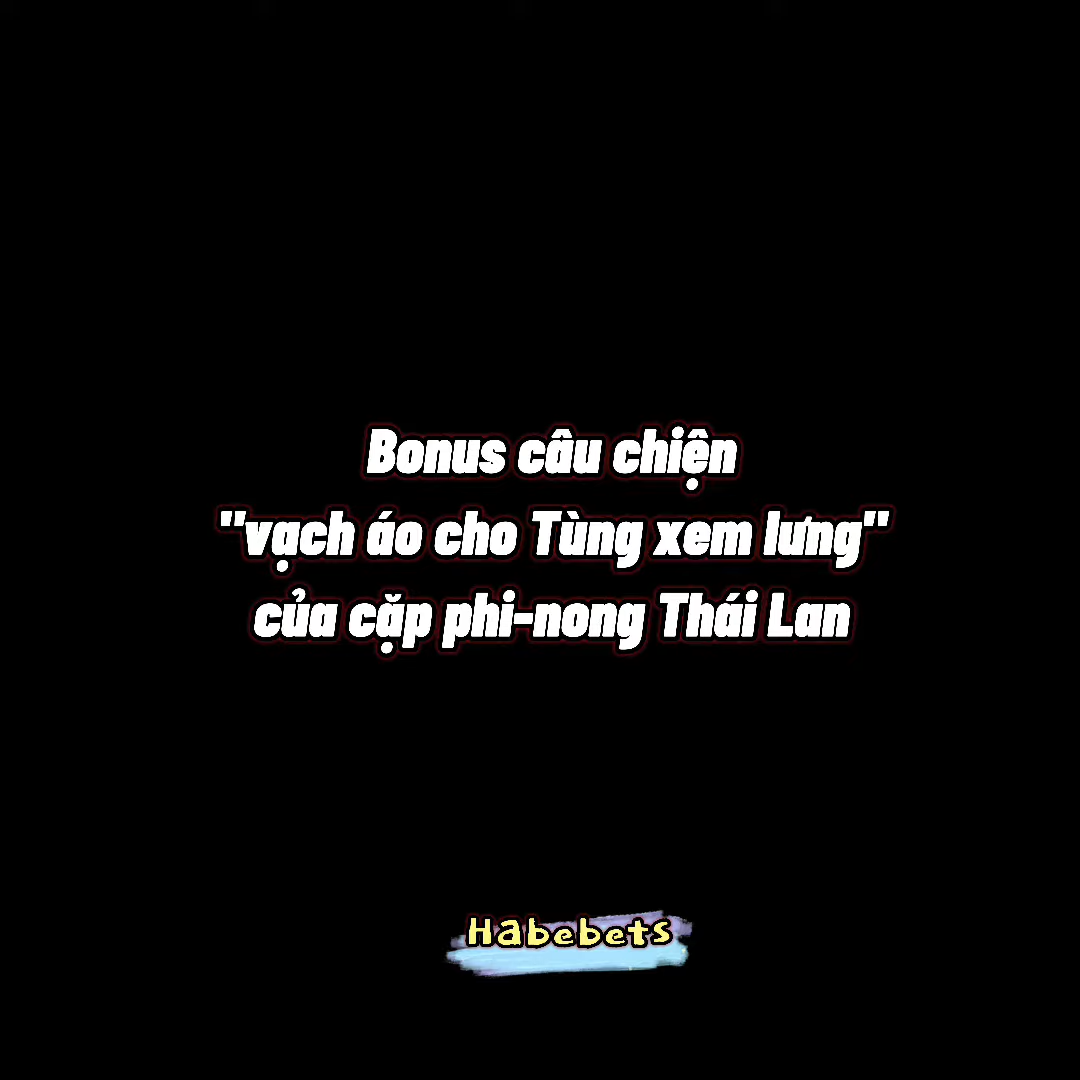 Bonus câu chiện
"vạch áo cho Tùng xem lưng"
của cặp phi-nong Thái Lan
Habebets